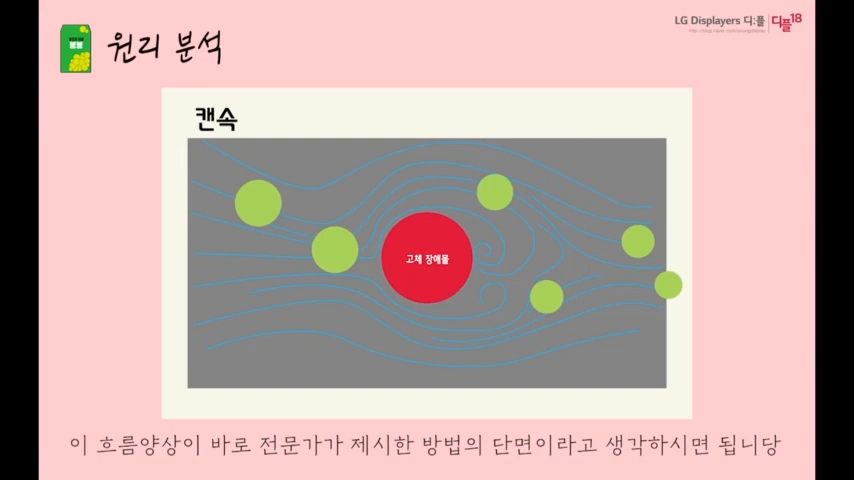 LG Displayers 디:플
디플18
봉봉
원리 분석
캔속
고체 장애물
이 흐름양상이 바로 전문가가 제시한 방법의 단면이라고 생각하시면 됩니당